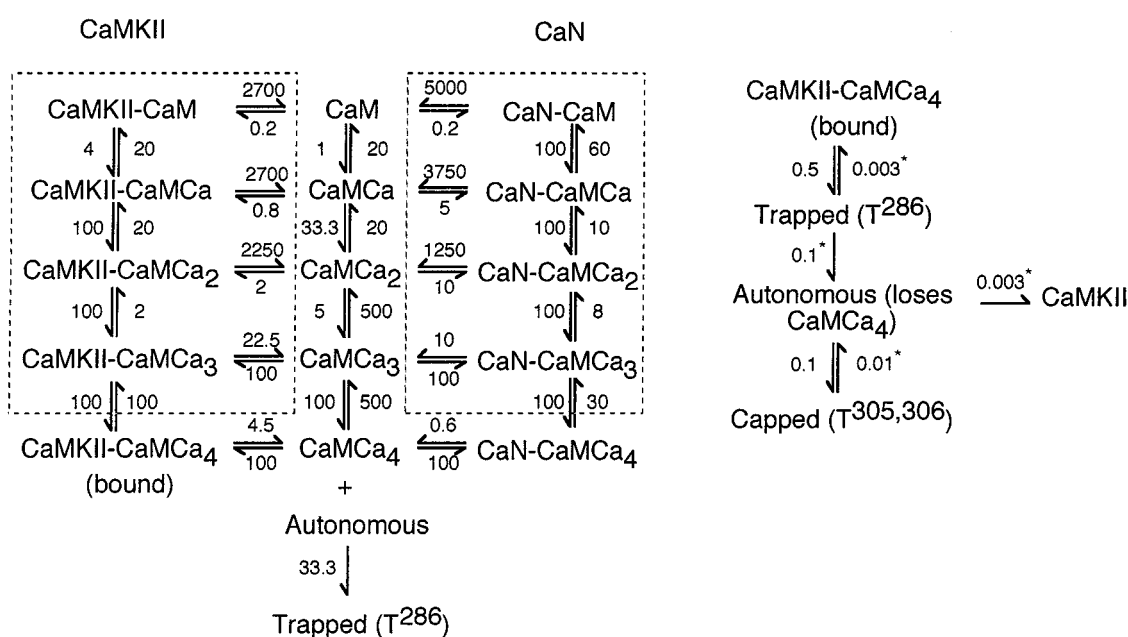 CaMKII CaN
2700 5000
CaMKII-CaM CaM CaN-CaM
0.2 0.2
4 20 1 20 100 60
2700 3750
CaMKII-CaMCa CaMCa CaN-CaMCa
0.8 5
100 20 33.3 20 100 10
2250 1250
CaMKII-CaMCa2 CaMCa2 CaN-CaMCa2
2 10
100 2 5 500 100 8
22.5 10
CaMKII-CaMCa3 CaMCa3 CaN-CaMCa3
100 100
100 100 100 500 100 30
4.5 0.6
CaMKII-CaMCa4 CaMCa4 CaN-CaMCa4
100 100
(bound) +
Autonomous
33.3
Trapped (T286)
CaMKII-CaMCa4
(bound)
0.5 0.003*
Trapped (T286)
0.1*
Autonomous (loses 0.003* CaMKII
CaMCa4)
0.1 0.01*
Capped (T305,306)